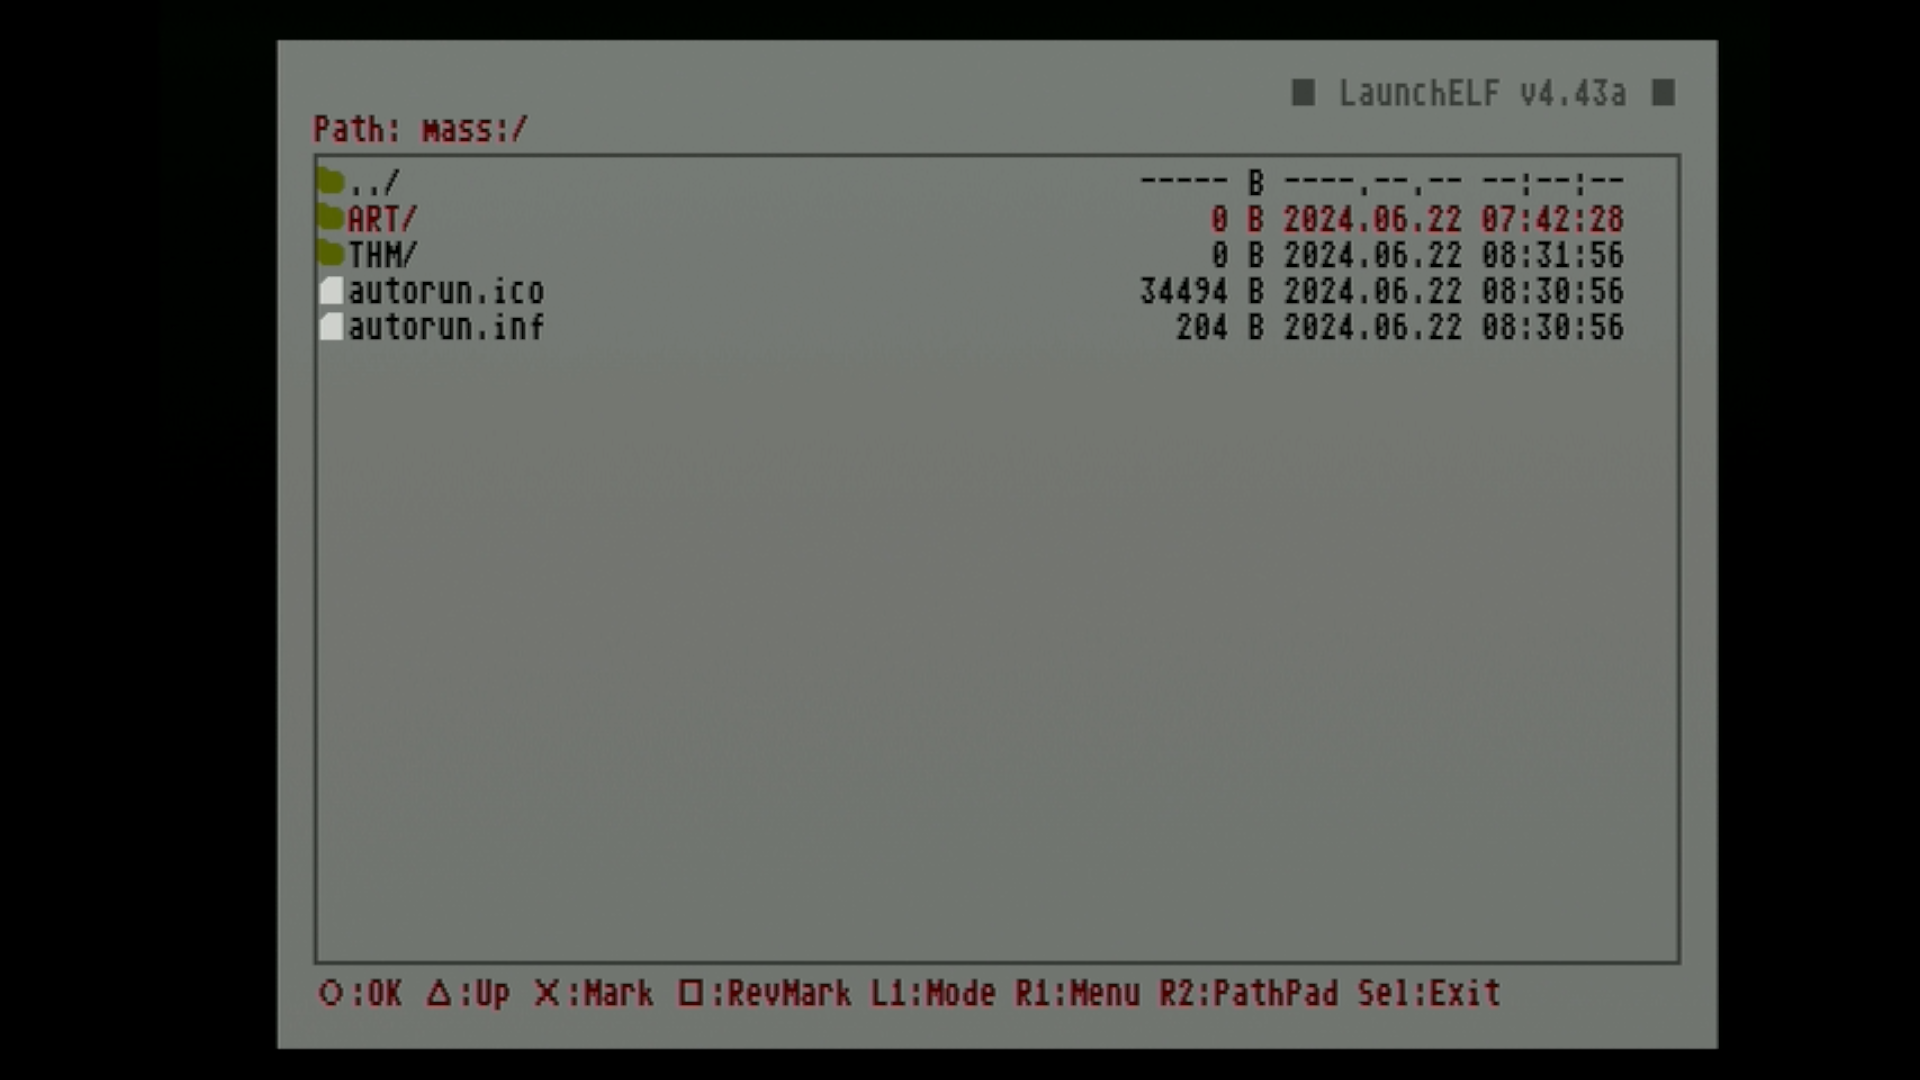 ■ LaunchELF v4.43a ■
Path: mass:/
../ ----- B ----.--.-- --:--:--
ART/ 0 B 2024.06.22 07:42:28
THM/ 0 B 2024.06.22 08:31:56
autorun.ico 34494 B 2024.06.22 08:30:56
autorun.inf 204 B 2024.06.22 08:30:56
○:OK △:Up ×:Mark □:RevMark L1:Mode R1:Menu R2:PathPad Sel:Exit